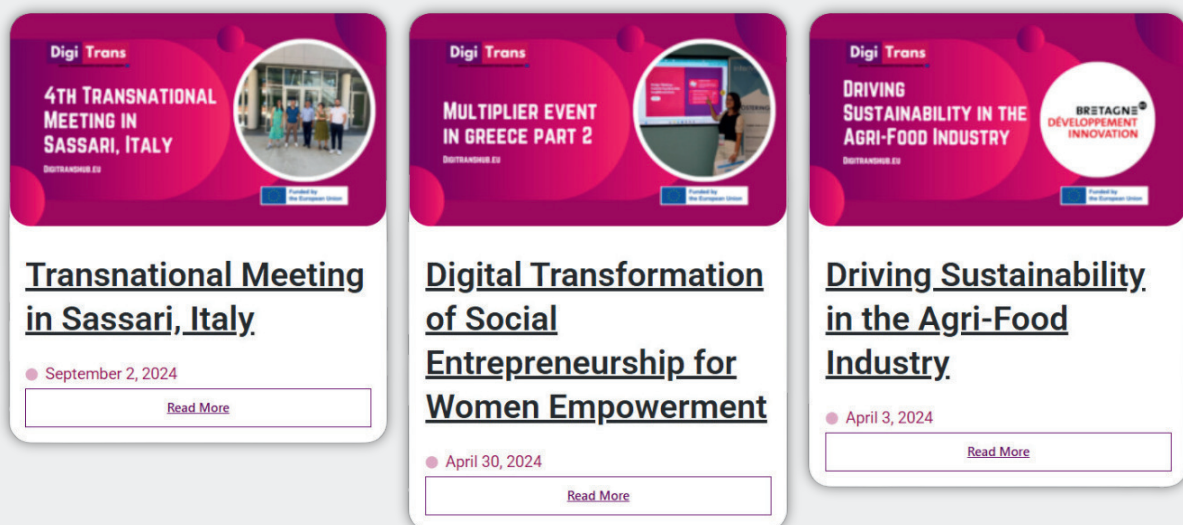 Digi Trans
4TH TRANSNATIONAL
MEETING IN
SASSARI, ITALY
DIGITRANSHUB.EU
Funded by
the European Union
Transnational Meeting
in Sassari, Italy
September 2, 2024
Read More
Digi Trans
MULTIPLIER EVENT
IN GREECE PART 2
DIGITRANSHUB.EU
Funded by
the European Union
Digital Transformation
of Social
Entrepreneurship for
Women Empowerment
April 30, 2024
Read More
Digi Trans
DRIVING
SUSTAINABILITY IN THE
AGRI-FOOD INDUSTRY
DIGITRANSHUB.EU
BRETAGNE
DÉVELOPPEMENT
INNOVATION
Funded by
the European Union
Driving Sustainability
in the Agri-Food
Industry
April 3, 2024
Read More